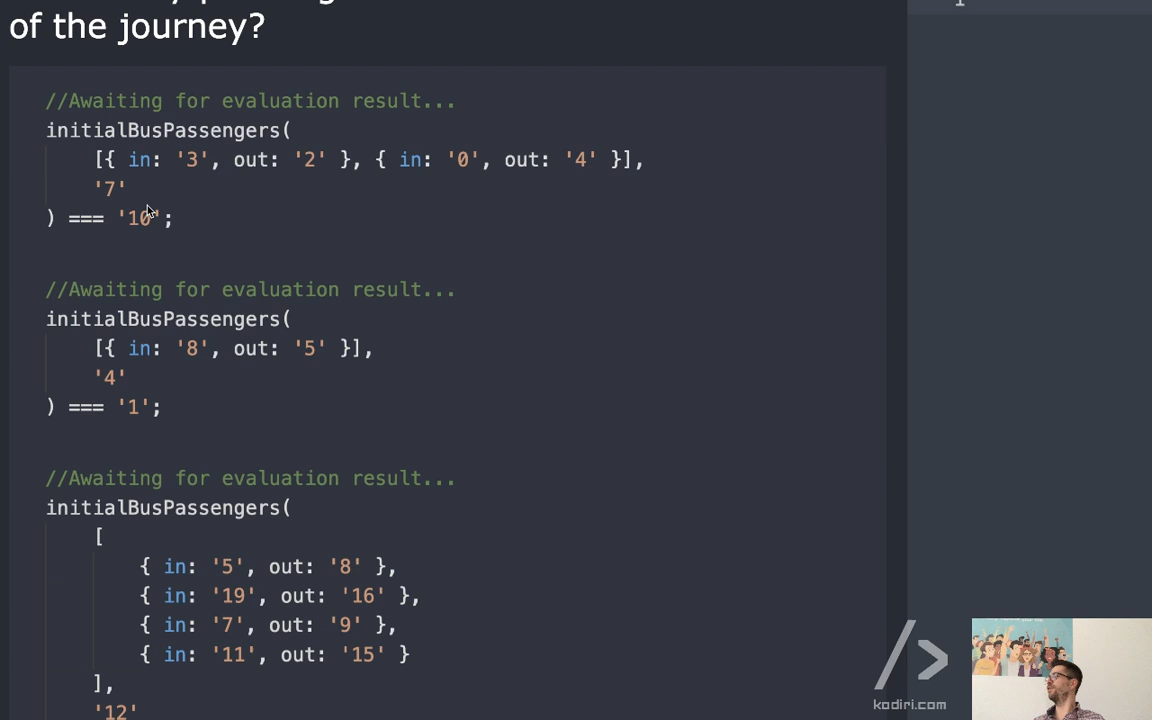 of the journey?
//Awaiting for evaluation result...
initialBusPassengers(
[{ in: '3', out: '2' }, { in: '0', out: '4' }],
'7'
) === '10';
//Awaiting for evaluation result...
initialBusPassengers(
[{ in: '8', out: '5' }],
'4'
) === '1';
//Awaiting for evaluation result...
initialBusPassengers(
[
{ in: '5', out: '8' },
{ in: '19', out: '16' },
{ in: '7', out: '9' },
{ in: '11', out: '15' }
],
'12'
1
kodiri.com